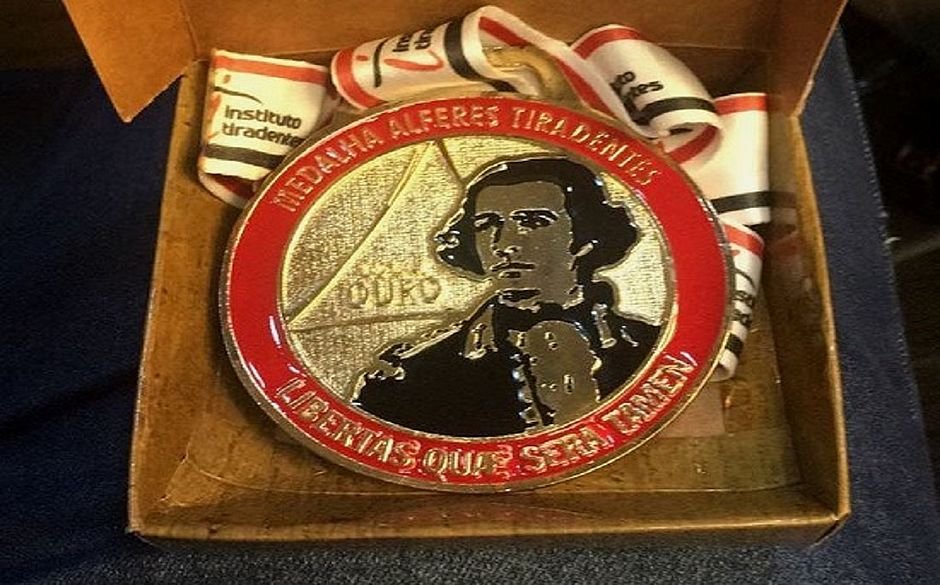 instituto
tiradentes
MEDALHA ALFERES TIRADENTES
OURO
LIBERTAS QUAE SERA TAMEN